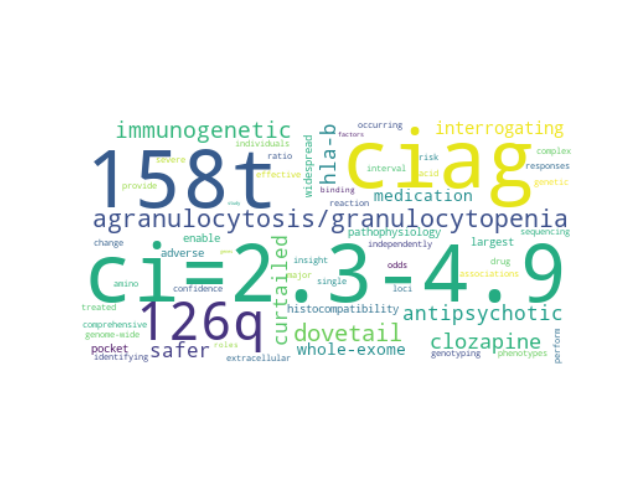 occurring
factors
immunogenetic
interrogating
individuals
widespread
hla-b
complex
severe
ratio
158t
ciag
risk
responses
interval
acid
effective
provide
binding
genetic
medication
reaction
agranulocytosis/granulocytopenia
pathophysiology
sequencing
enable
change
independently
largest
adverse
insight
odds
drug
curtailed
ci=2.3-4.9
major
single
associations
amino
confidence
loci
treated
126q
histocompatibility
antipsychotic
comprehensive
dovetail
genome-wide
clozapine
pocket
safer
roles
whole-exome
genotyping
phenotypes
identifying
extracellular
perform